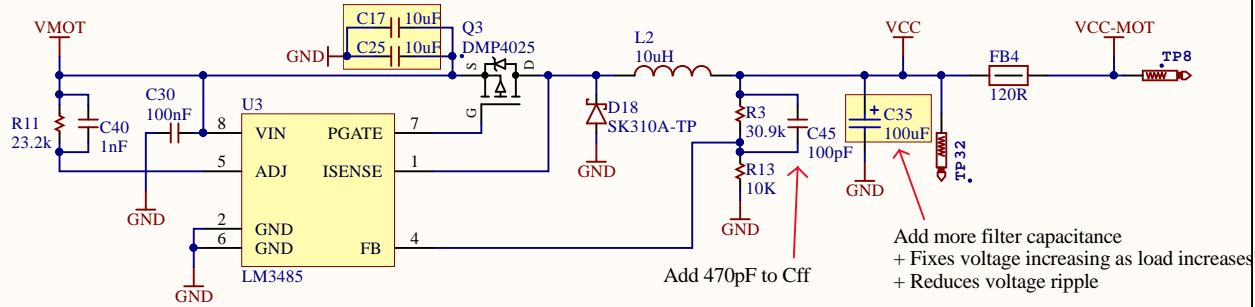 VMOT
C17
10uF
GND
C25
10uF
Q3
DMP4025
S
D
G
L2
10uH
VCC
VCC-MOT
FB4
120R
TP8
R11
23.2k
C40
1nF
C30
100nF
GND
U3
8
VIN
PGATE
7
5
ADJ
ISENSE
1
2
GND
6
GND
FB
4
LM3485
GND
D18
SK310A-TP
GND
R3
30.9k
C45
100pF
R13
10K
GND
+
C35
100uF
GND
TP32
Add 470pF to Cff
Add more filter capacitance
+ Fixes voltage increasing as load increases
+ Reduces voltage ripple